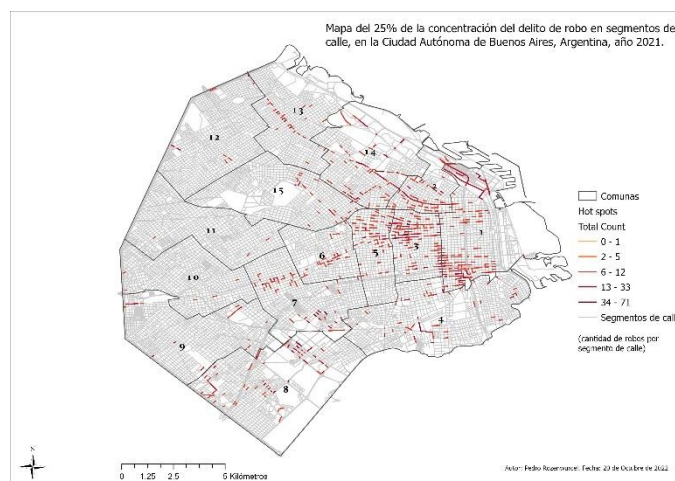 Mapa del 25% de la concentración del delito de robo en segmentos de
calle, en la Ciudad Autónoma de Buenos Aires, Argentina, año 2021.
13
12
14
15
2
11
1
6
5
3
10
7
4
9
8
Comunas
Hot spots
Total Count
0 - 1
2 - 5
6 - 12
13 - 33
34 - 71
Segmentos de call
(cantidad de robos por
segmento de calle)
N
0 1.25 2.5 5 Kilómetros
Autor: Pedro Rozenwurcel. Fecha: 20 de Octubre de 2022